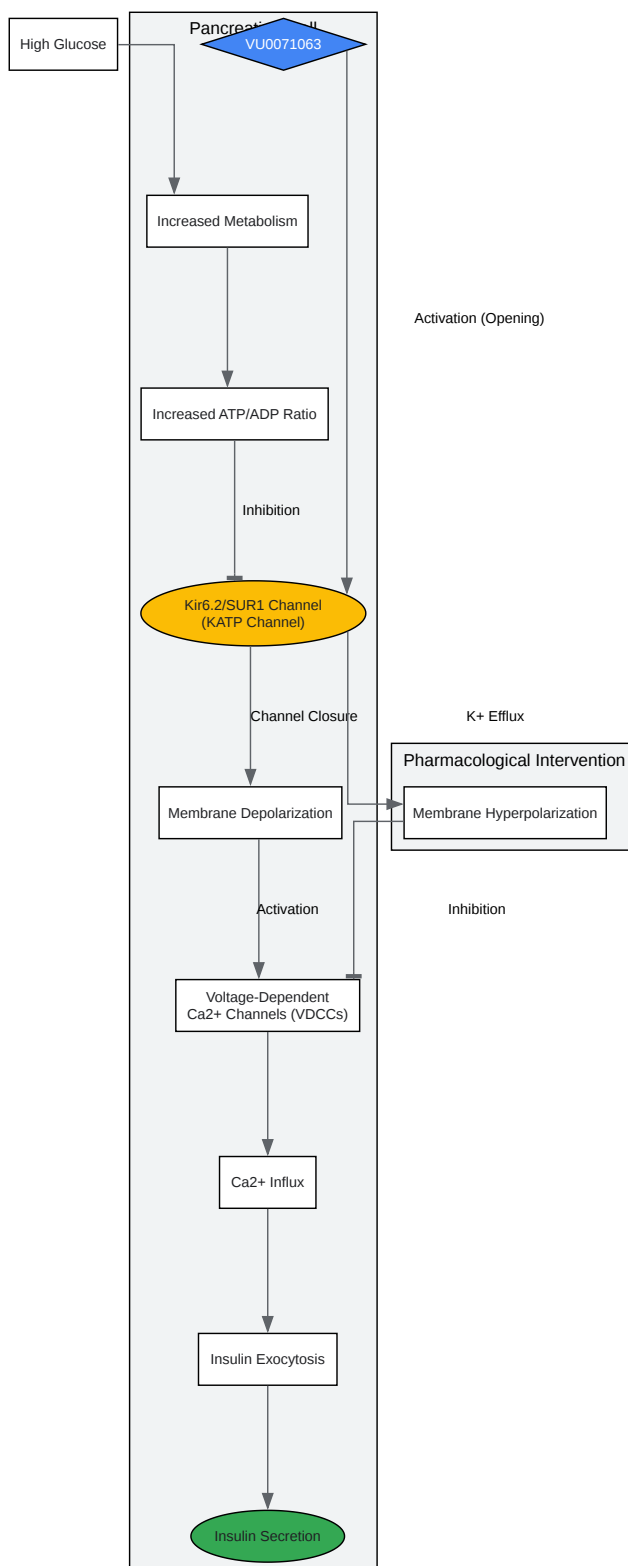 High Glucose
VU0071063
Increased Metabolism
Activation (Opening)
Increased ATP/ADP Ratio
Inhibition
Kir6.2/SUR1 Channel
(KATP Channel)
Channel Closure
K+ Efflux
Pharmacological Intervention
Membrane Depolarization
Membrane Hyperpolarization
Activation
Inhibition
Voltage-Dependent
Ca2+ Channels (VDCCs)
Ca2+ Influx
Insulin Exocytosis
Insulin Secretion